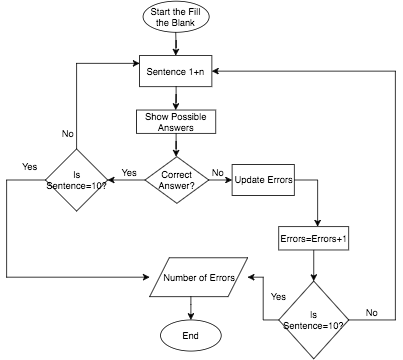 Start the Fill
the Blank
Sentence 1+n
Show Possible
Answers
No
Yes
Is
Sentence=10?
Yes
Correct
Answer?
No
Update Errors
Errors=Errors+1
Number of Errors
Yes
Is
Sentence=10?
No
End